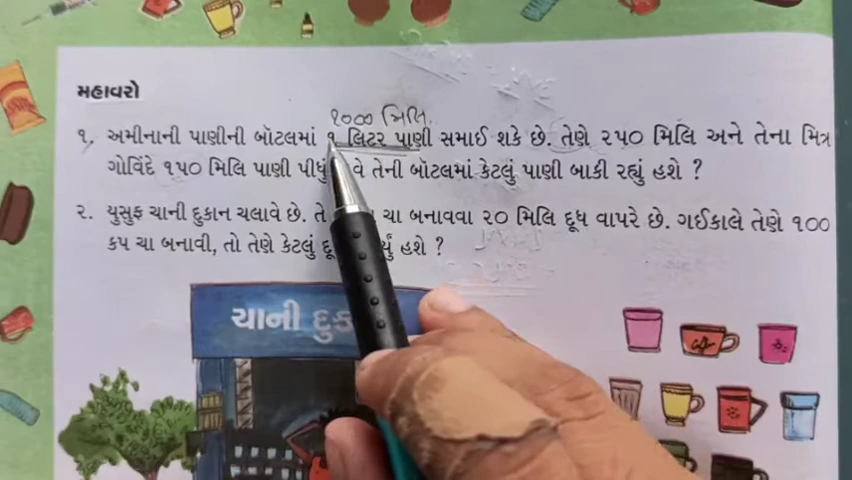 મહાવરો
૧૦૦૦ મિલિ.
૧. અમીનાની પાણીની બૉટલમાં ૧ લિટર પાણી સમાઈ શકે છે. તેણે ૨૫૦ મિલિ અને તેના મિત્ર
ગોવિંદે ૧૫૦ મિલિ પાણી પીધું વે તેની બૉટલમાં કેટલું પાણી બાકી રહ્યું હશે ?
૨. યુસુફ ચાની દુકાન ચલાવે છે. તે ચા બનાવવા ૨૦ મિલિ દૂધ વાપરે છે. ગઈકાલે તેણે ૧૦૦
કપ ચા બનાવી, તો તેણે કેટલું દૂ ર્યું હશે ?
ચાની દુક